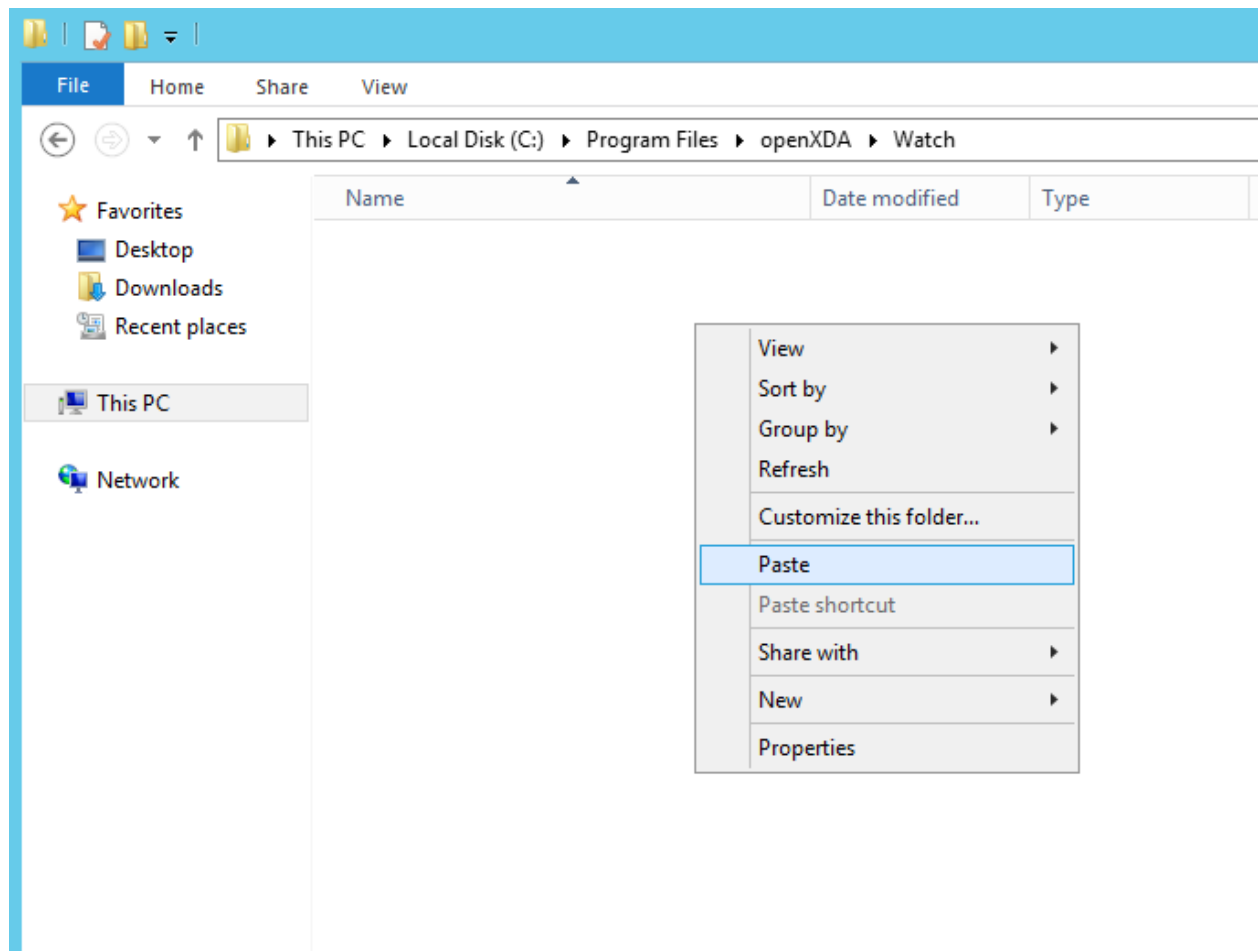 File Home Share View
This PC Local Disk (C:) Program Files openXDA Watch
Name Date modified Type
Favorites
Desktop
Downloads
Recent places
This PC
Network
View
Sort by
Group by
Refresh
Customize this folder...
Paste
Paste shortcut
Share with
New
Properties